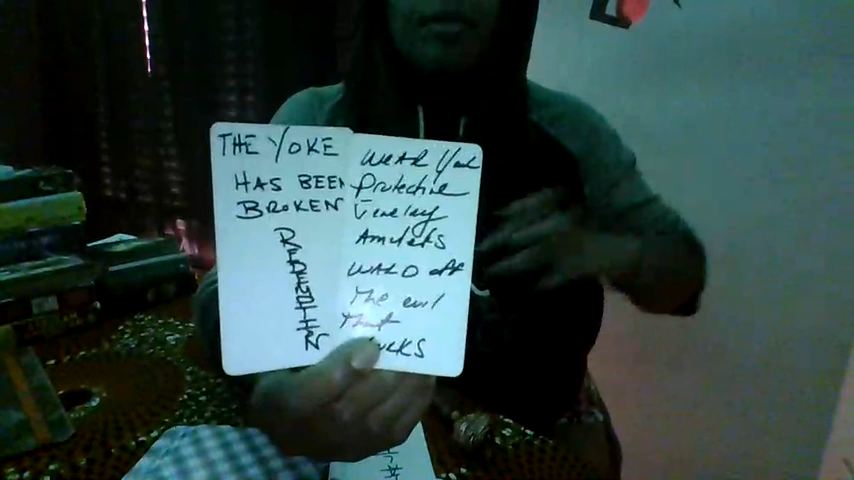 THE YOKE
HAS BEEN
BROKEN
REDEMPTION
WEAR Your
Protective
Jewelry
Amulets
WARD off
The evil
that